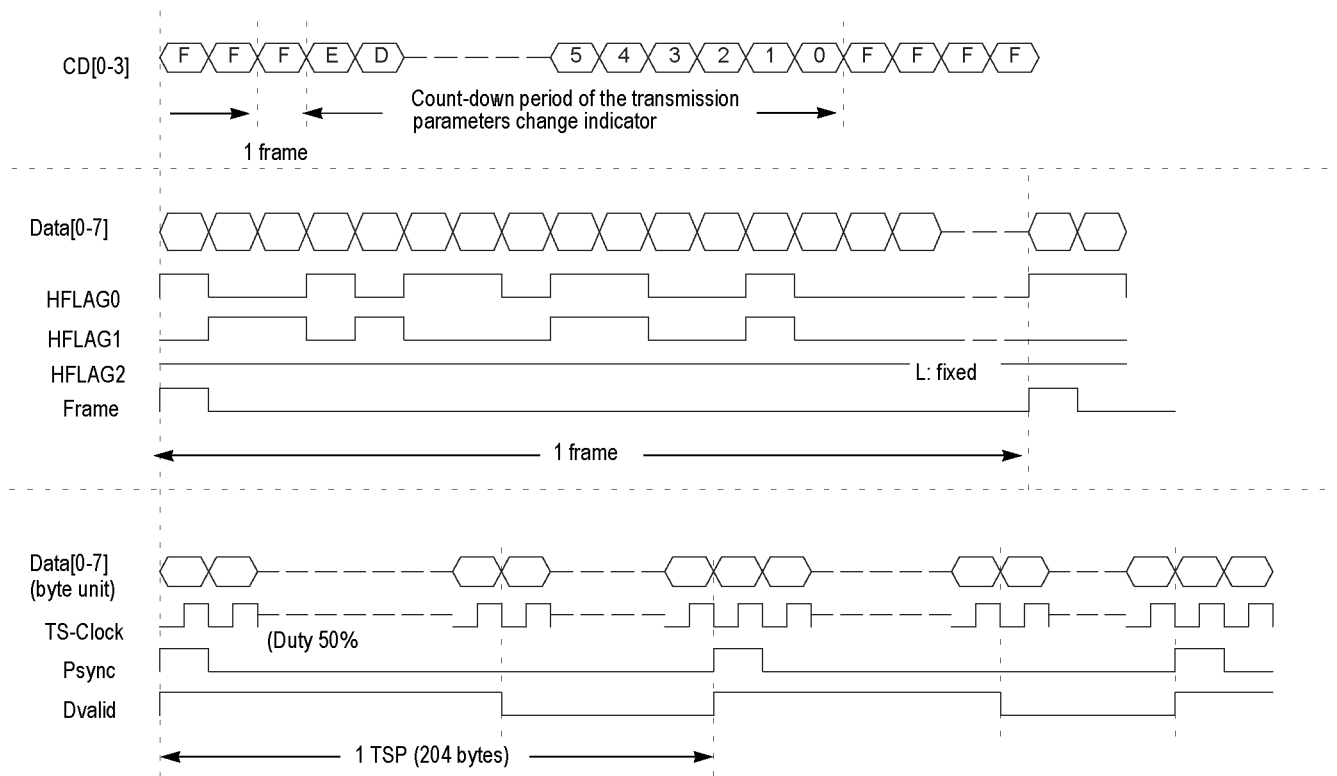 CD[0-3] F F F E D 5 4 3 2 1 0 F F F F
Count-down period of the transmission
parameters change indicator
1 frame
Data[0-7]
HFLAG0
HFLAG1
HFLAG2 L: fixed
Frame
1 frame
Data[0-7]
(byte unit)
TS-Clock (Duty 50%
Psync
Dvalid
1 TSP (204 bytes)